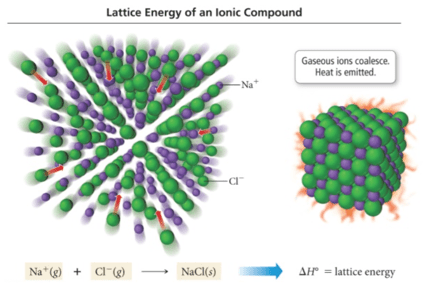 Lattice Energy of an Ionic Compound
Gaseous ions coalesce.
Heat is emitted.
Na⁺
Cl⁻
Na⁺(g) + Cl⁻(g) ⟶ NaCl(s) ΔH° = lattice energy